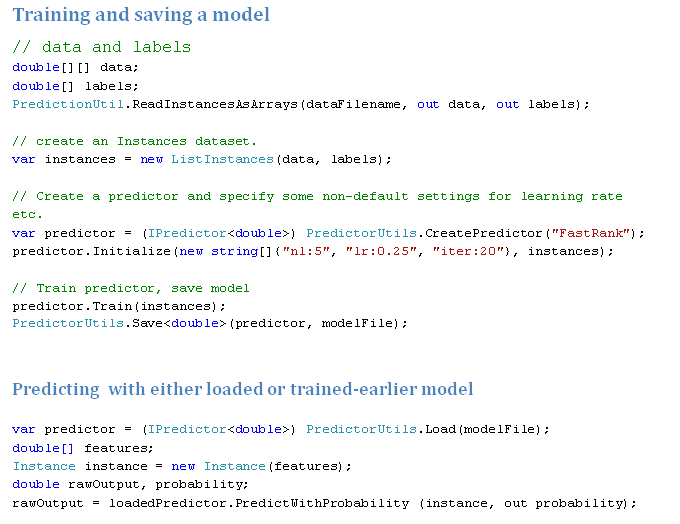 Training and saving a model
// data and labels
double[][] data;
double[] labels;
PredictionUtil.ReadInstancesAsArrays(dataFilename, out data, out labels);
// create an Instances dataset.
var instances = new ListInstances(data, labels);
// Create a predictor and specify some non-default settings for learning rate
etc.
var predictor = (IPredictor<double>) PredictorUtils.CreatePredictor("FastRank");
predictor.Initialize(new string[]{"nl:5", "lr:0.25", "iter:20"}, instances);
// Train predictor, save model
predictor.Train(instances);
PredictorUtils.Save<double>(predictor, modelFile);
Predicting with either loaded or trained-earlier model
var predictor = (IPredictor<double>) PredictorUtils.Load(modelFile);
double[] features;
Instance instance = new Instance(features);
double rawOutput, probability;
rawOutput = loadedPredictor.PredictWithProbability (instance, out probability);